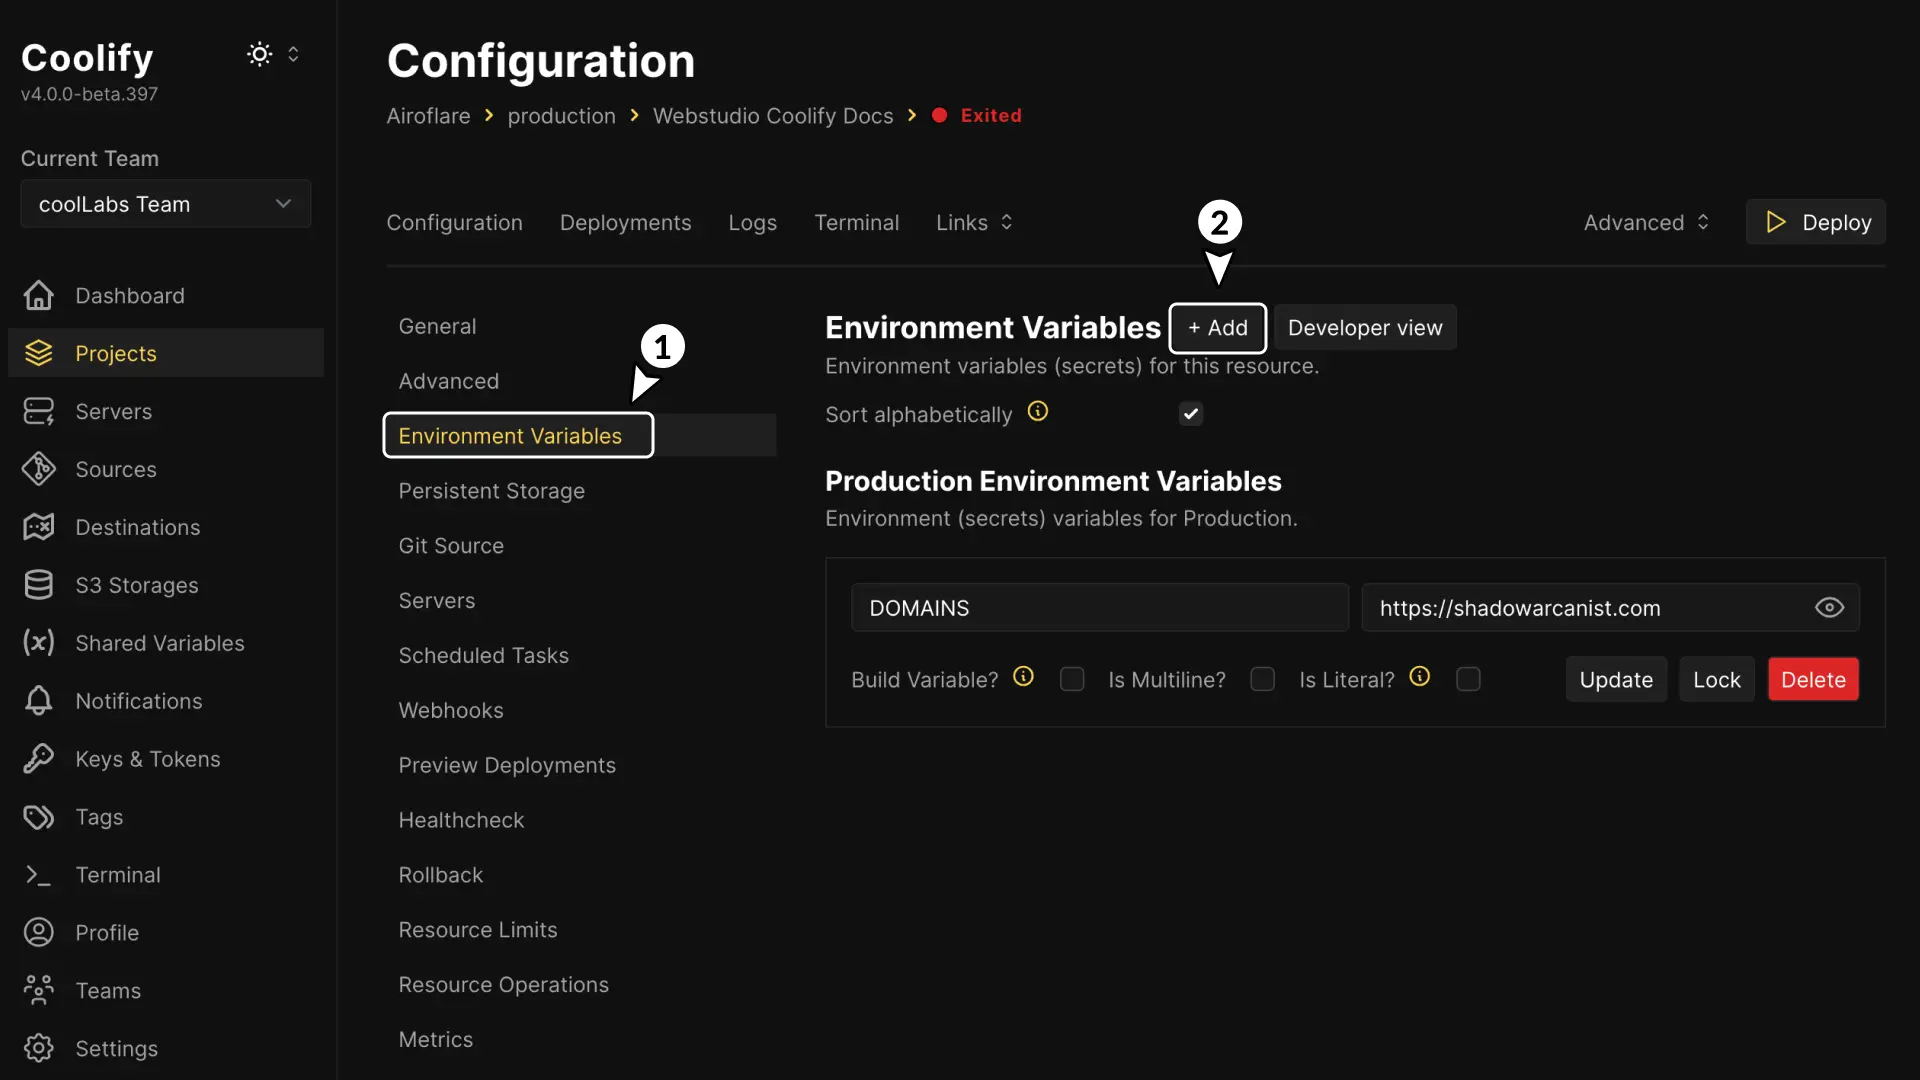 Coolify
v4.0.0-beta.397
Current Team
coolLabs Team
Dashboard
Projects
Servers
Sources
Destinations
S3 Storages
Shared Variables
Notifications
Keys & Tokens
Tags
Terminal
Profile
Teams
Settings
Configuration
Airoflare > production > Webstudio Coolify Docs > Exited
Configuration Deployments Logs Terminal Links
2
Advanced Deploy
General
1
Advanced
Environment Variables
Persistent Storage
Git Source
Servers
Scheduled Tasks
Webhooks
Preview Deployments
Healthcheck
Rollback
Resource Limits
Resource Operations
Metrics
Environment Variables + Add Developer view
Environment variables (secrets) for this resource.
Sort alphabetically
Production Environment Variables
Environment (secrets) variables for Production.
DOMAINS https://shadowarcanist.com
Build Variable? Is Multiline? Is Literal? Update Lock Delete